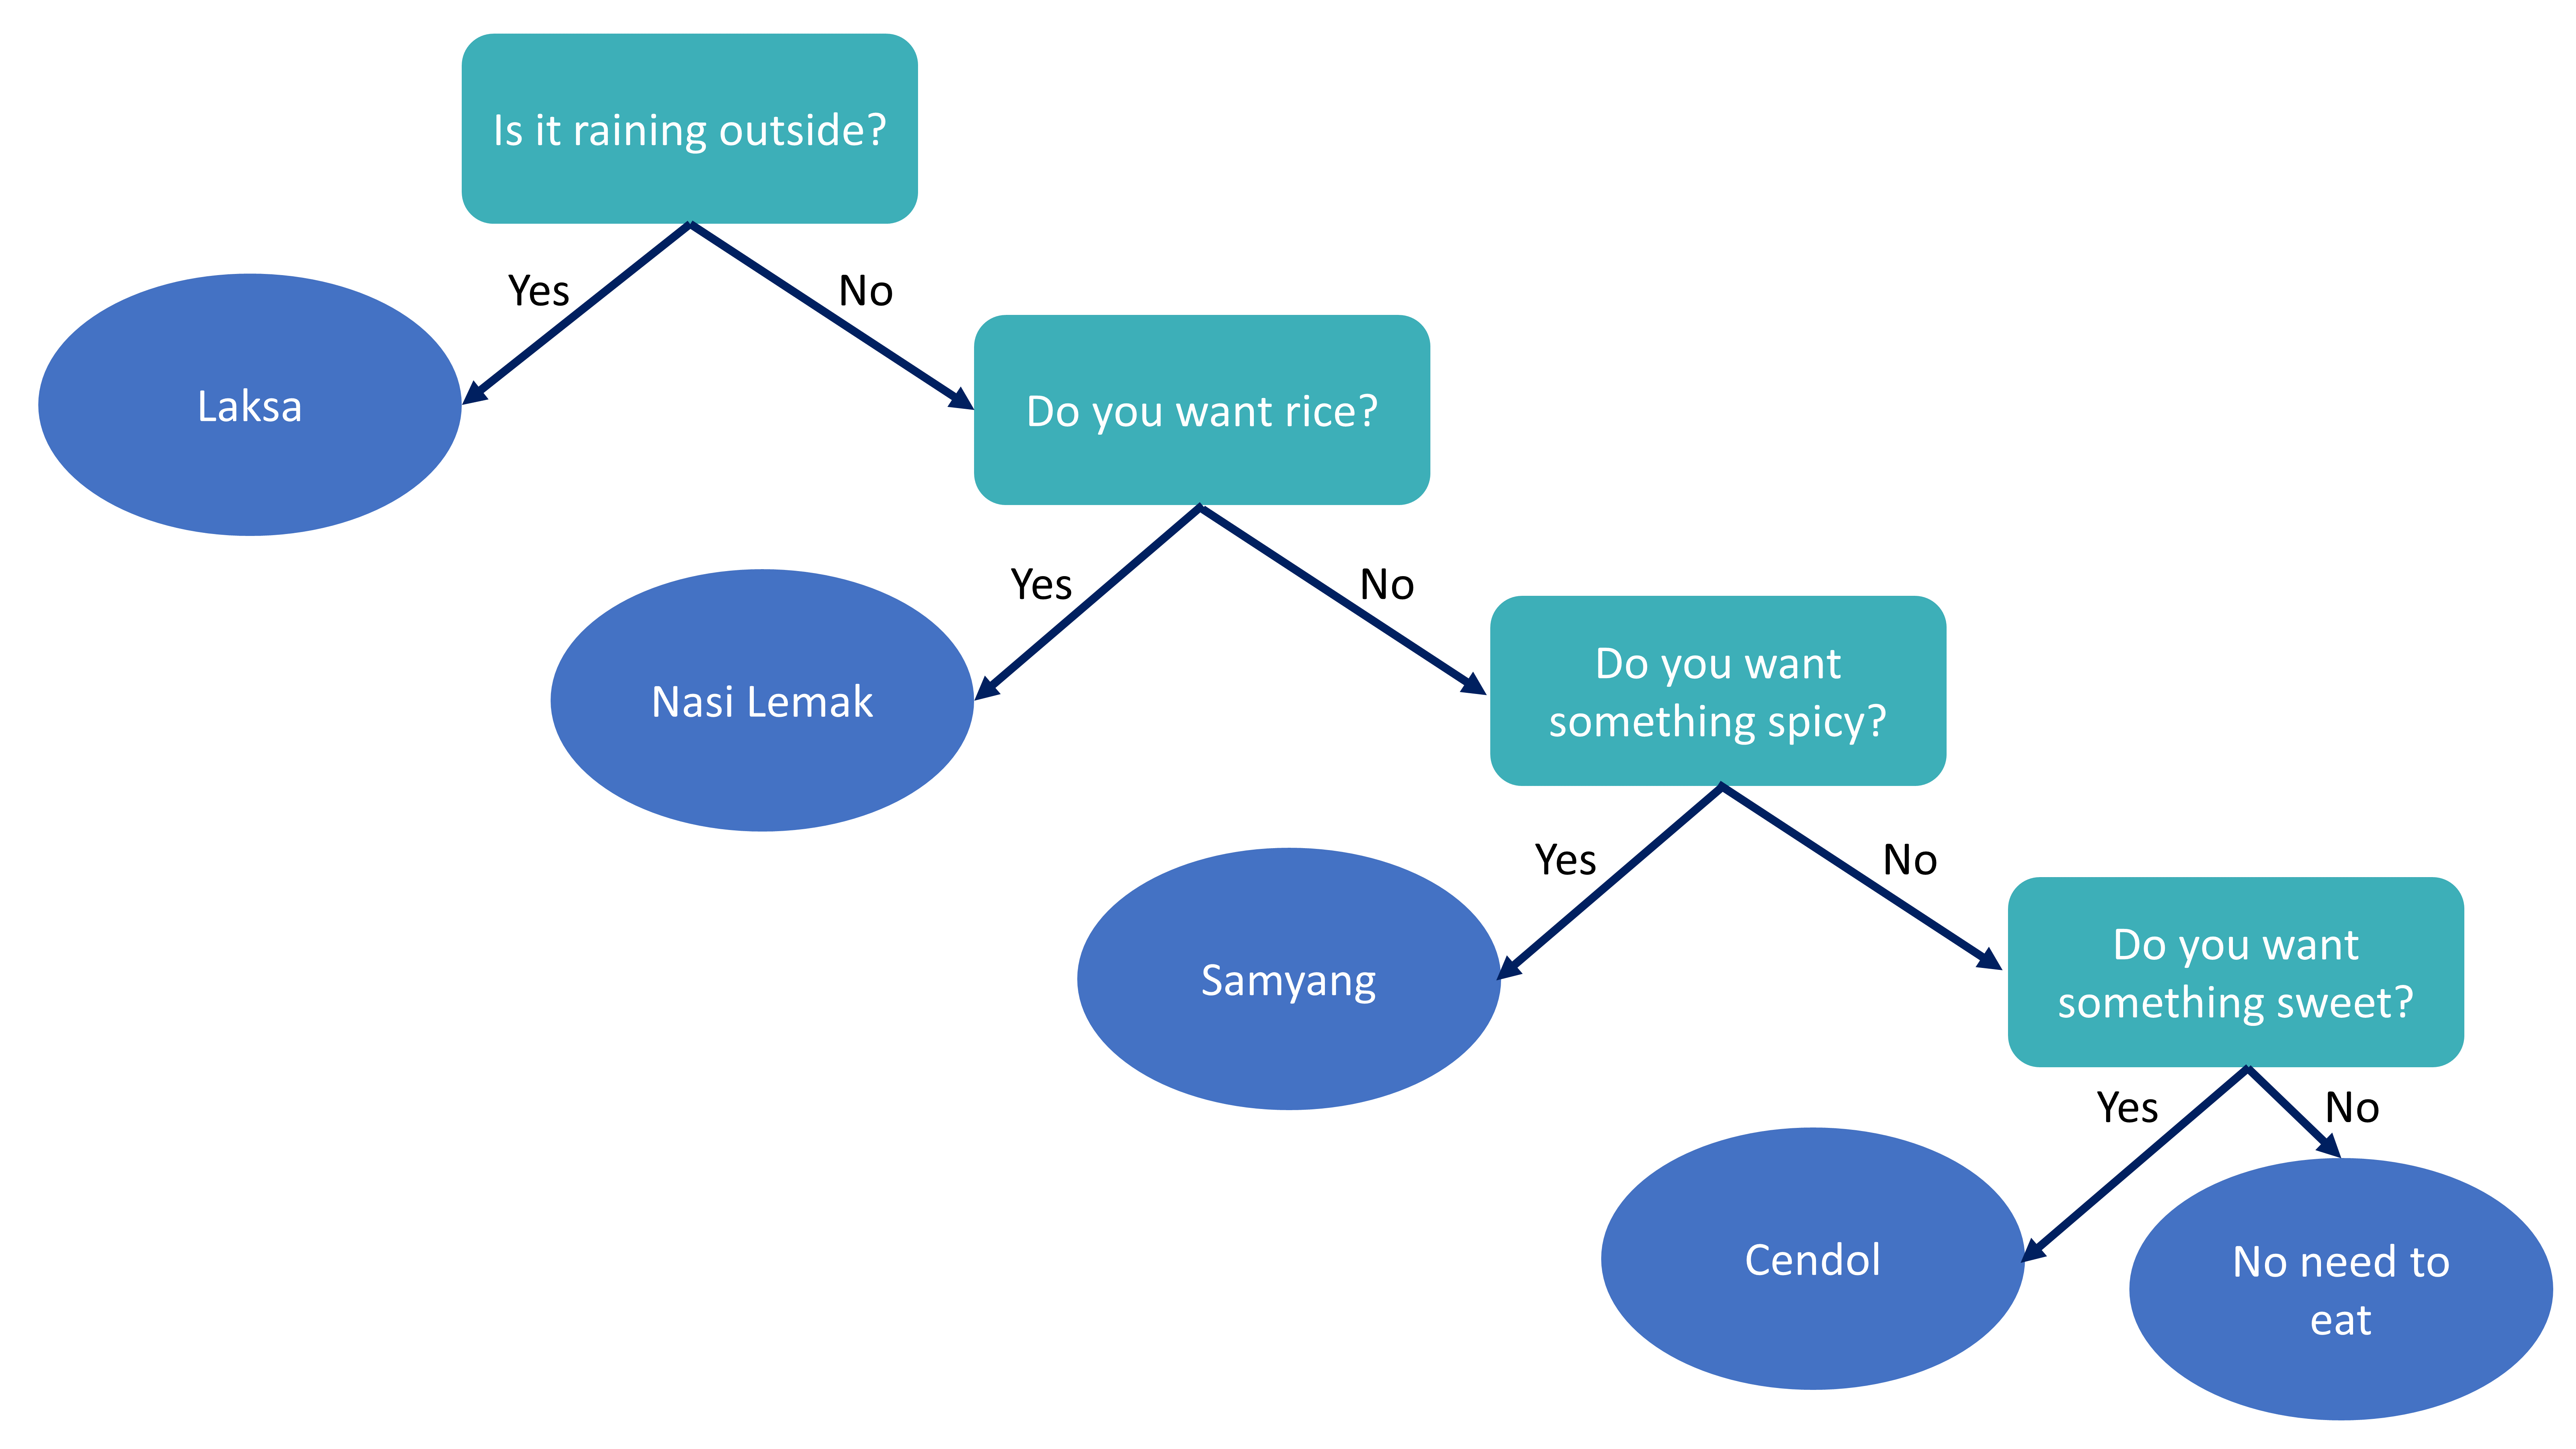 Is it raining outside?
Yes
No
Laksa
Do you want rice?
Yes
No
Nasi Lemak
Do you want
something spicy?
Yes
No
Samyang
Do you want
something sweet?
Yes
No
Cendol
No need to
eat